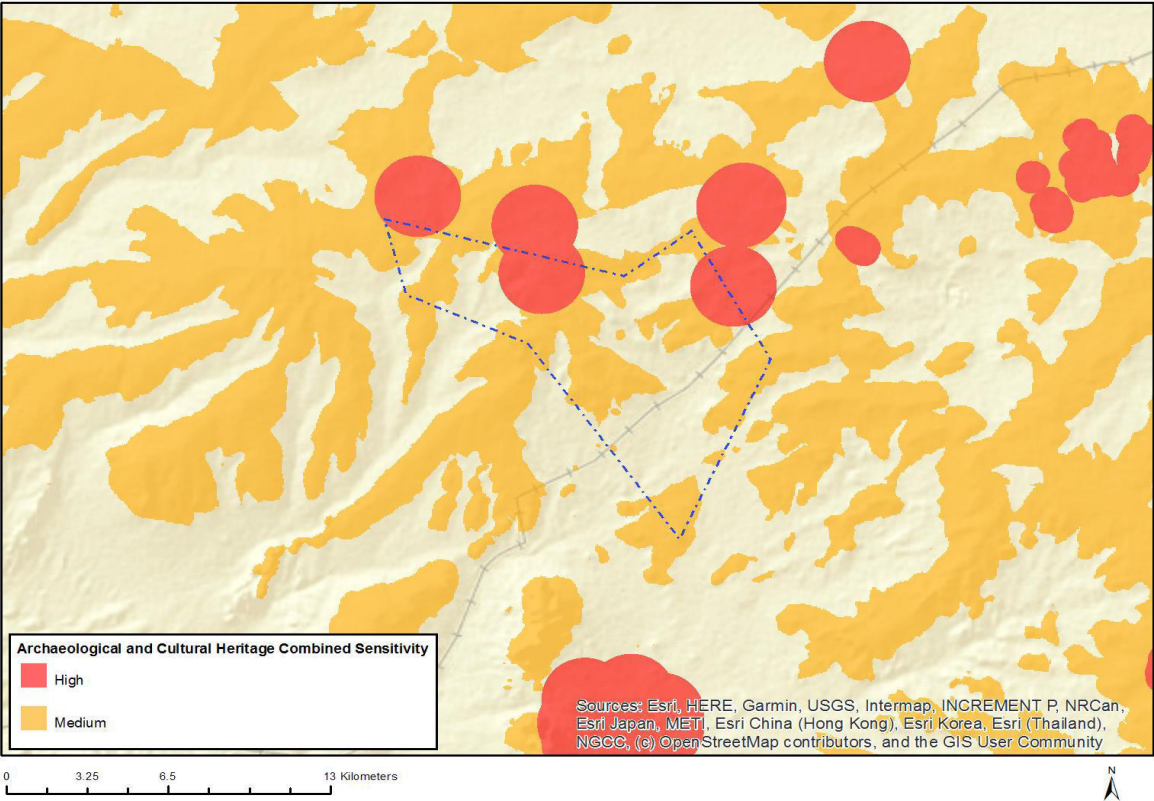 Archaeological and Cultural Heritage Combined Sensitivity
High
Medium
Sources: Esri, HERE, Garmin, USGS, Intermap, INCREMENT P, NRCan,
Esri Japan, METI, Esri China (Hong Kong), Esri Korea, Esri (Thailand),
NGCC, (c) OpenStreetMap contributors, and the GIS User Community
0 3.25 6.5 13 Kilometers
N